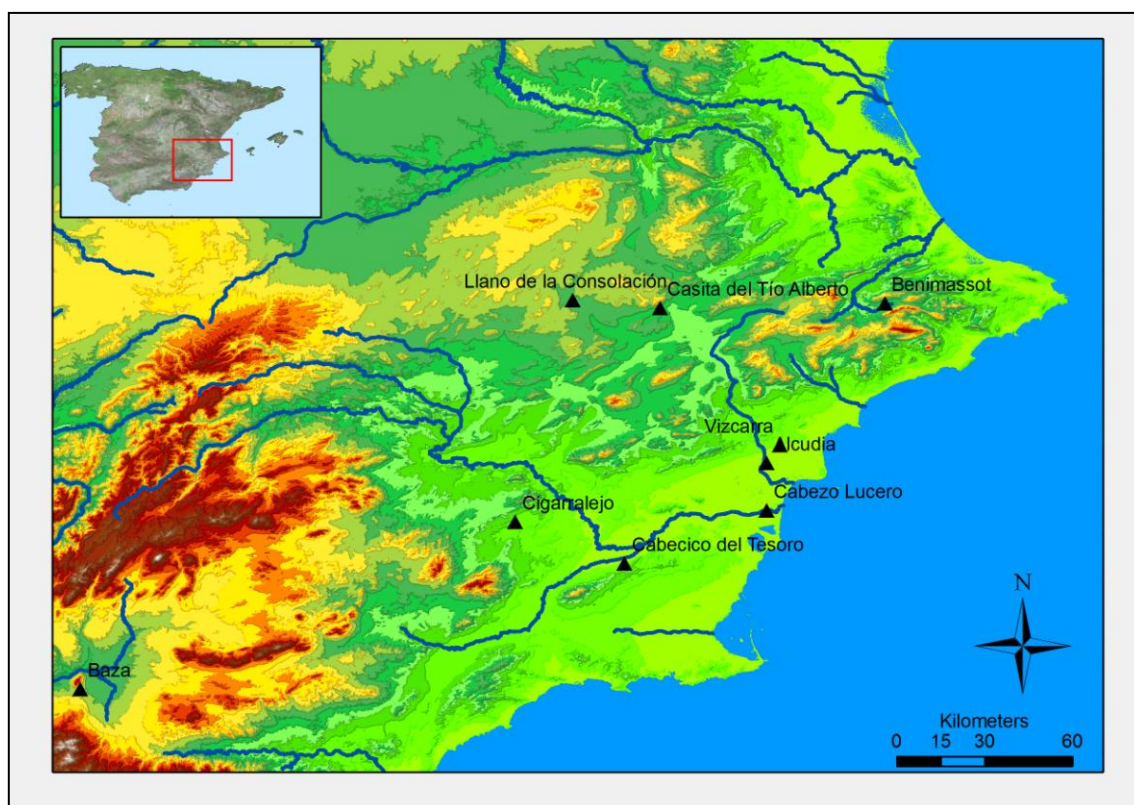 Llano de la Consolación
Casita del Tío Alberto
Benimassot
Vizcarra
lcudia
Cabezo Lucero
Cigarralejo
Cabecico del Tesoro
Baza
N
Kilometers
0 15 30 60